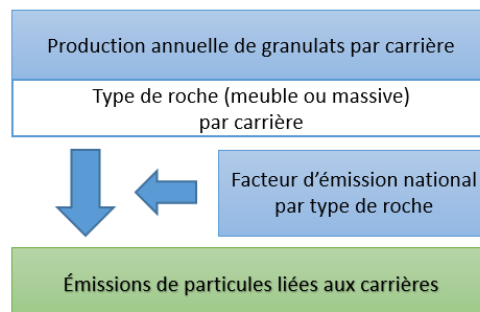 Production annuelle de granulats par carrière
Type de roche (meuble ou massive)
par carrière
Facteur d'émission national
par type de roche
Émissions de particules liées aux carrières